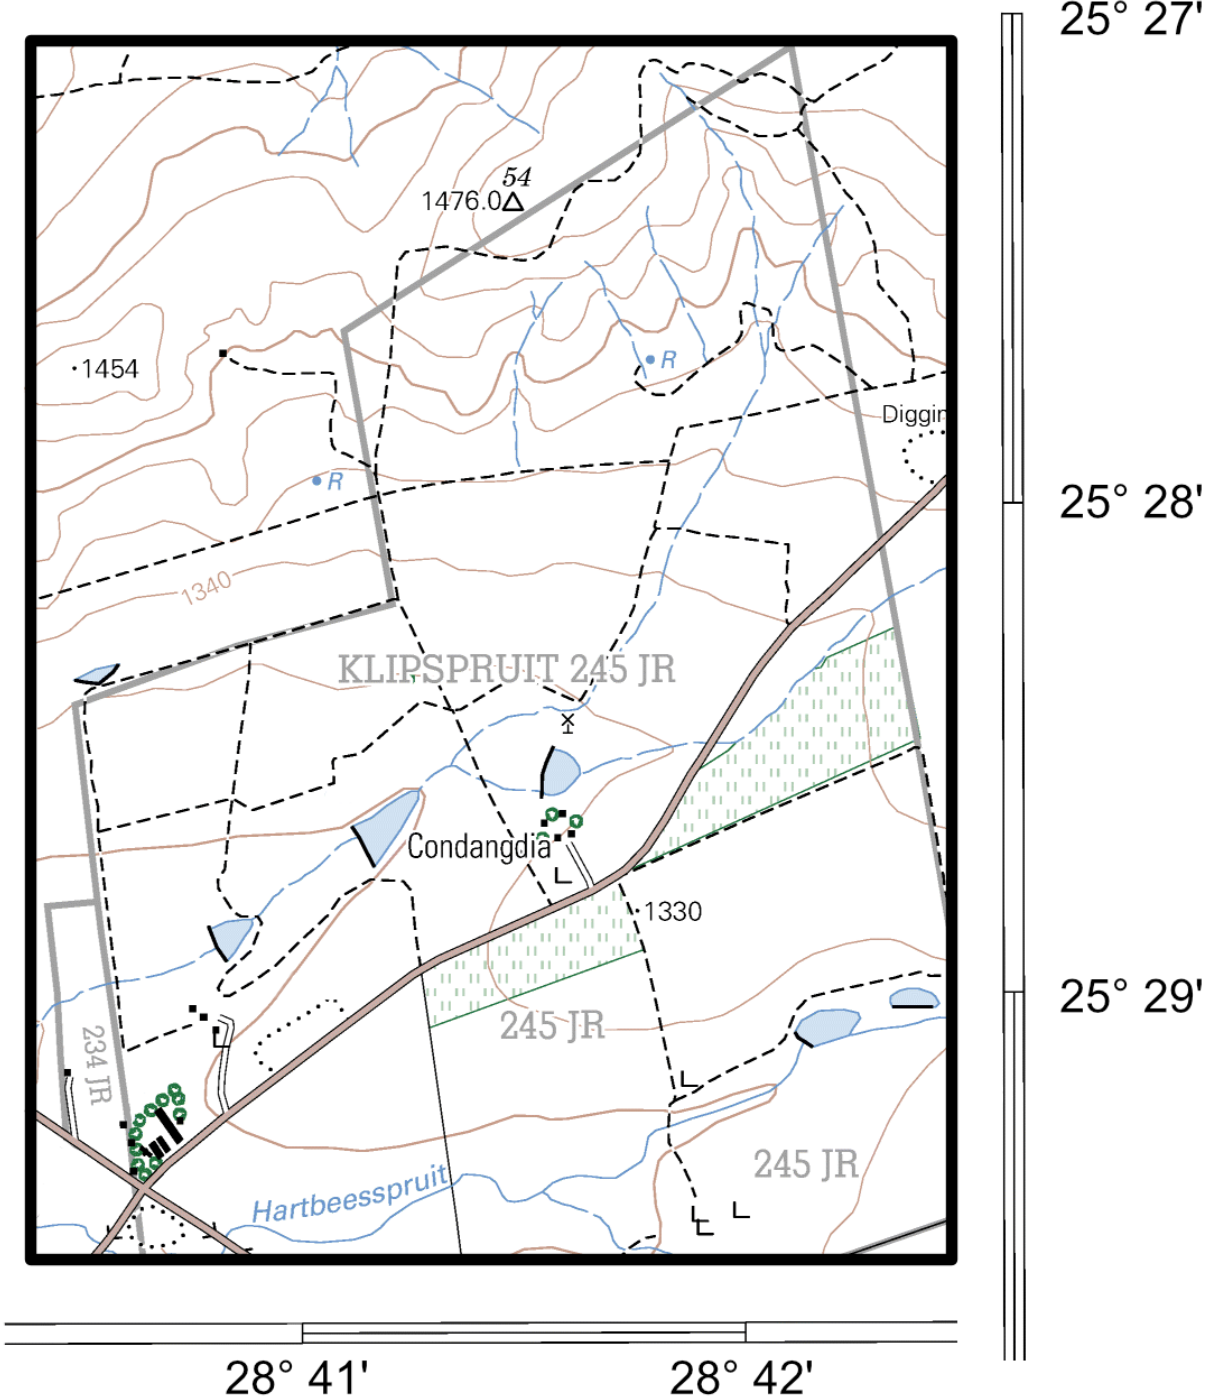 25° 27'
54
1476.0
1454
R
Diggin
R
25° 28'
1340
KLIPSPRUIT 245 JR
Condangdia
1330
25° 29'
245 JR
234 JR
245 JR
Hartbeesspruit
28° 41'
28° 42'